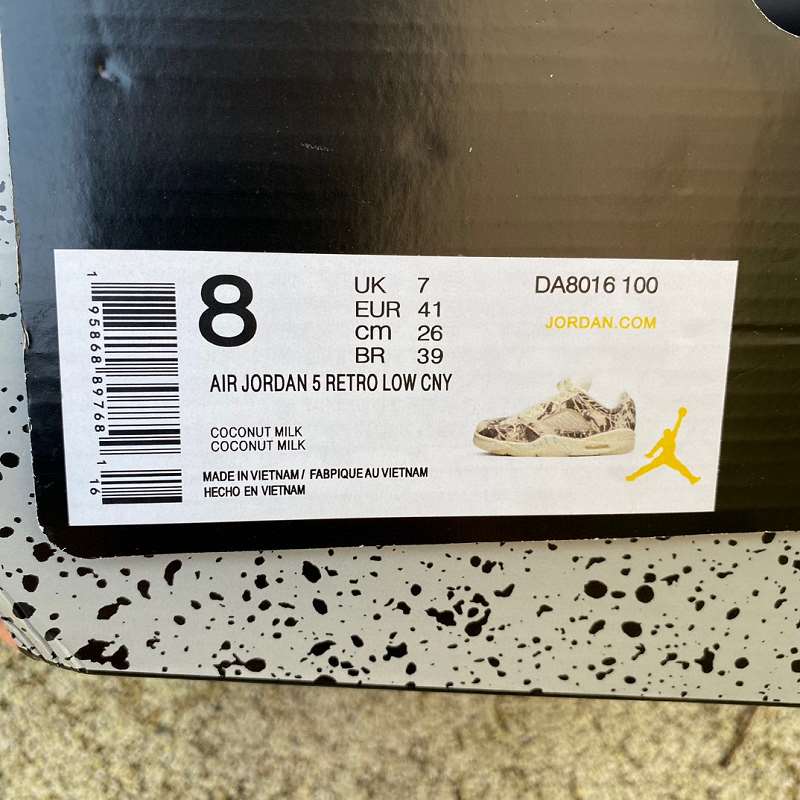 8
UK 7
EUR 41
cm 26
BR 39
DA8016 100
JORDAN.COM
AIR JORDAN 5 RETRO LOW CNY
COCONUT MILK
COCONUT MILK
MADE IN VIETNAM / FABPIQUE AU VIETNAM
HECHO EN VIETNAM
1 95868 89768 1 16